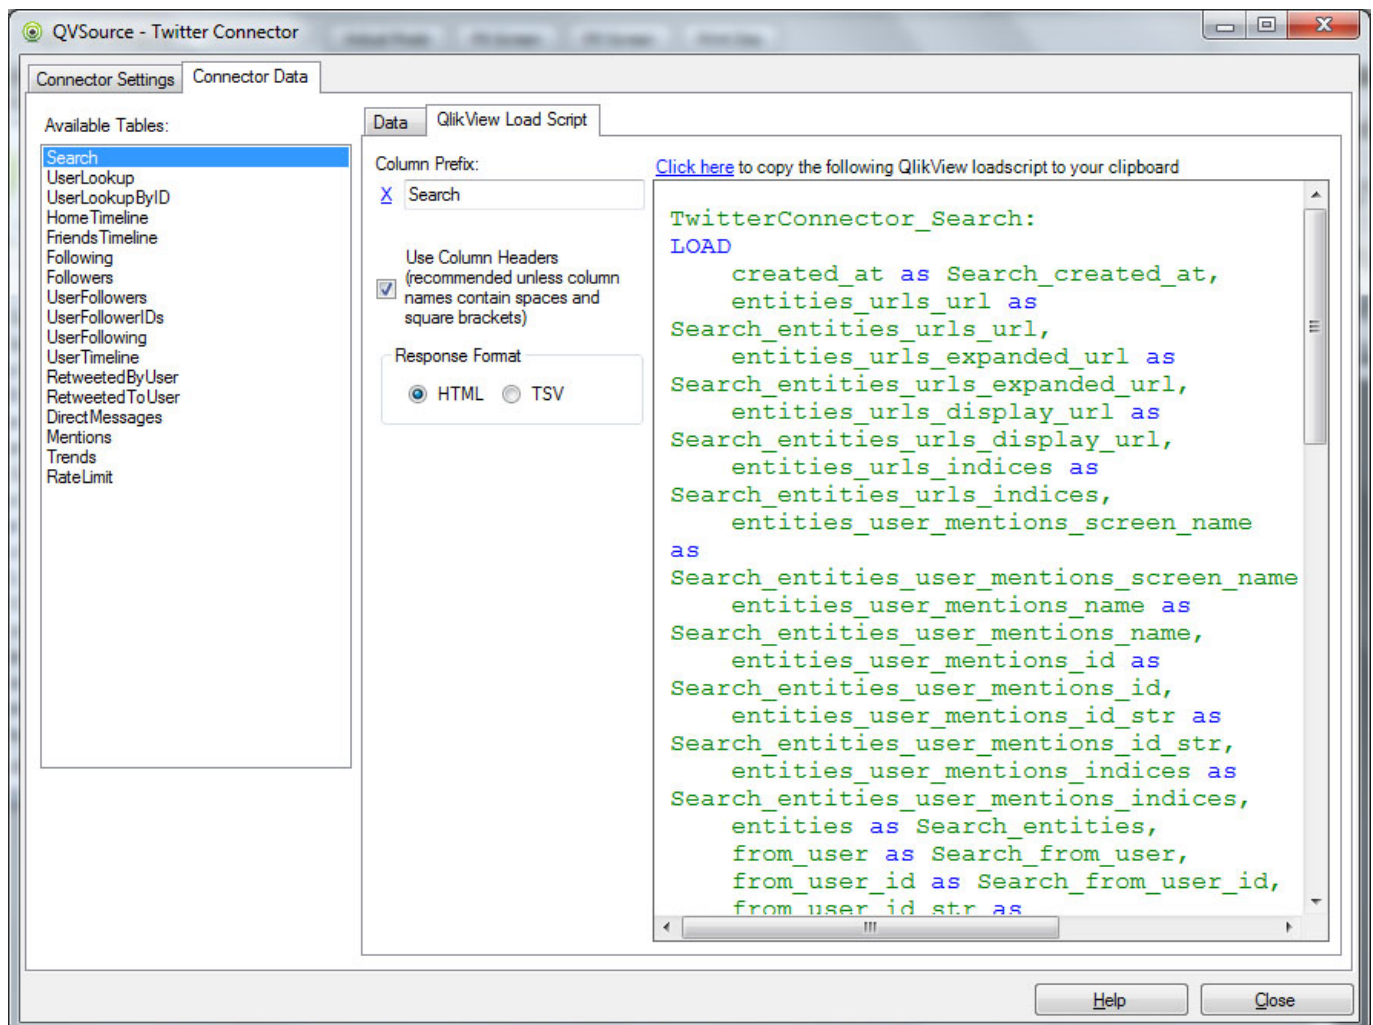 QVSource - Twitter Connector
Connector Settings
Connector Data
Available Tables:
Search
UserLookup
UserLookupByID
HomeTimeline
FriendsTimeline
Following
Followers
UserFollowers
UserFollowerIDs
UserFollowing
UserTimeline
RetweetedByUser
RetweetedToUser
DirectMessages
Mentions
Trends
RateLimit
Data
QlikView Load Script
Column Prefix:
X Search
Use Column Headers
(recommended unless column
names contain spaces and
square brackets)
Response Format
HTML TSV
Click here to copy the following QlikView loadscript to your clipboard
TwitterConnector_Search:
LOAD
created_at as Search_created_at,
entities_urls_url as
Search_entities_urls_url,
entities_urls_expanded_url as
Search_entities_urls_expanded_url,
entities_urls_display_url as
Search_entities_urls_display_url,
entities_urls_indices as
Search_entities_urls_indices,
entities_user_mentions_screen_name
as
Search_entities_user_mentions_screen_name
entities_user_mentions_name as
Search_entities_user_mentions_name,
entities_user_mentions_id as
Search_entities_user_mentions_id,
entities_user_mentions_id_str as
Search_entities_user_mentions_id_str,
entities_user_mentions_indices as
Search_entities_user_mentions_indices,
entities as Search_entities,
from_user as Search_from_user,
from_user_id as Search_from_user_id,
from_user_id_str as
Help
Close